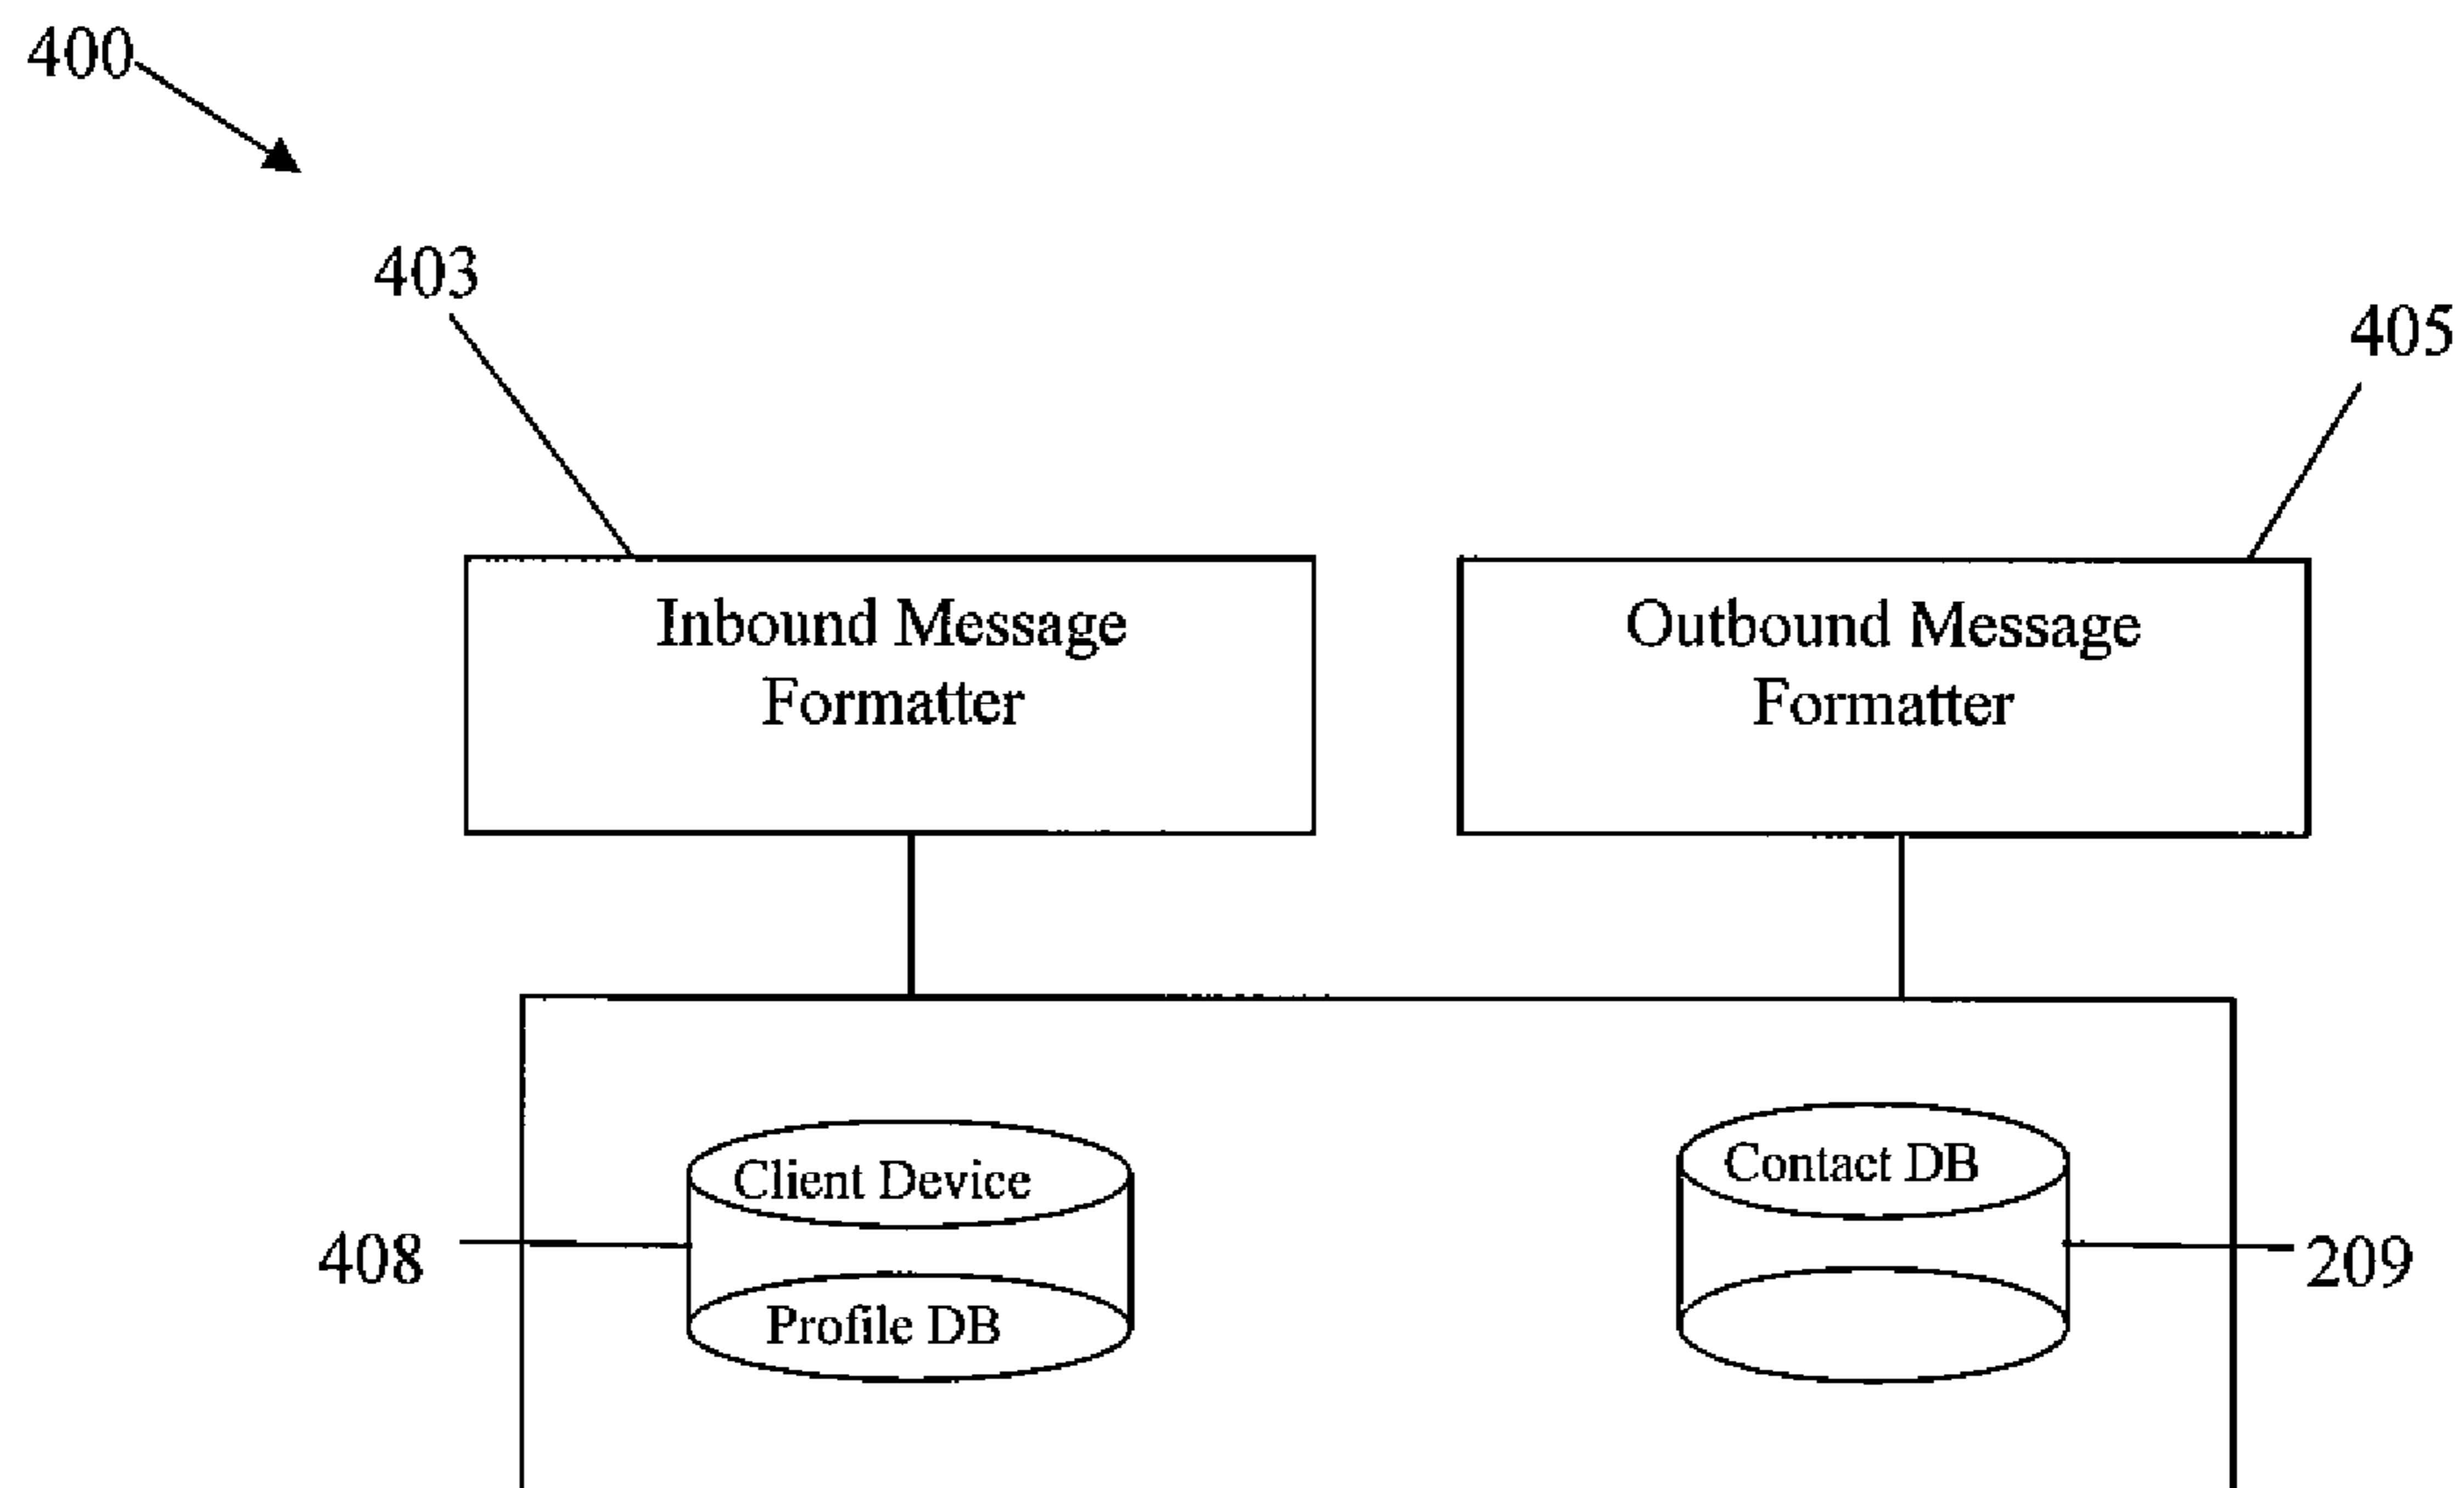 400
403
405
Inbound Message
Formatter
Outbound Message
Formatter
Client Device
Profile DB
408
Contact DB
209